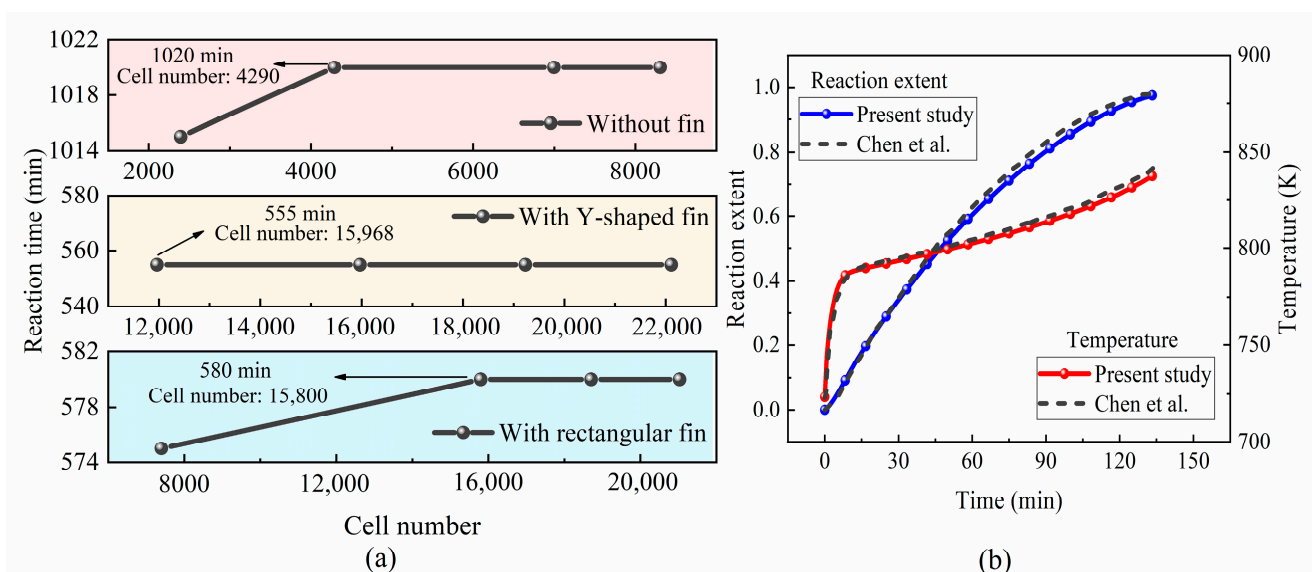 1022
1018
1014
1020 min
Cell number: 4290
Without fin
2000 4000 6000 8000
580
560
540
555 min
Cell number: 15,968
With Y-shaped fin
12,000 14,000 16,000 18,000 20,000 22,000
582
578
574
580 min
Cell number: 15,800
With rectangular fin
8000 12,000 16,000 20,000
Reaction time (min)
Cell number
(a)
Reaction extent
Present study
Chen et al.
Temperature
Present study
Chen et al.
1.0
0.8
0.6
0.4
0.2
0.0
Reaction extent
900
850
800
750
700
Temperature (K)
0 30 60 90 120 150
Time (min)
(b)